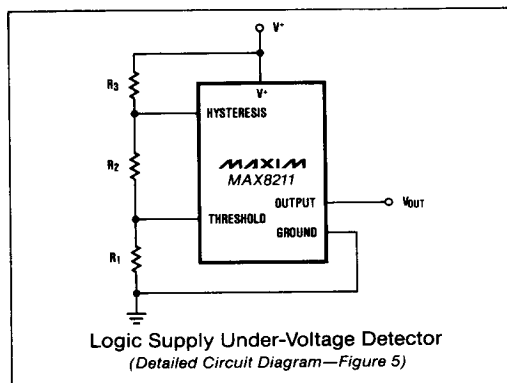 V+
R3
V+
HYSTERESIS
R2
MAXIM
MAX8211
OUTPUT
VOUT
THRESHOLD
GROUND
R1
Logic Supply Under-Voltage Detector
(Detailed Circuit Diagram—Figure 5)